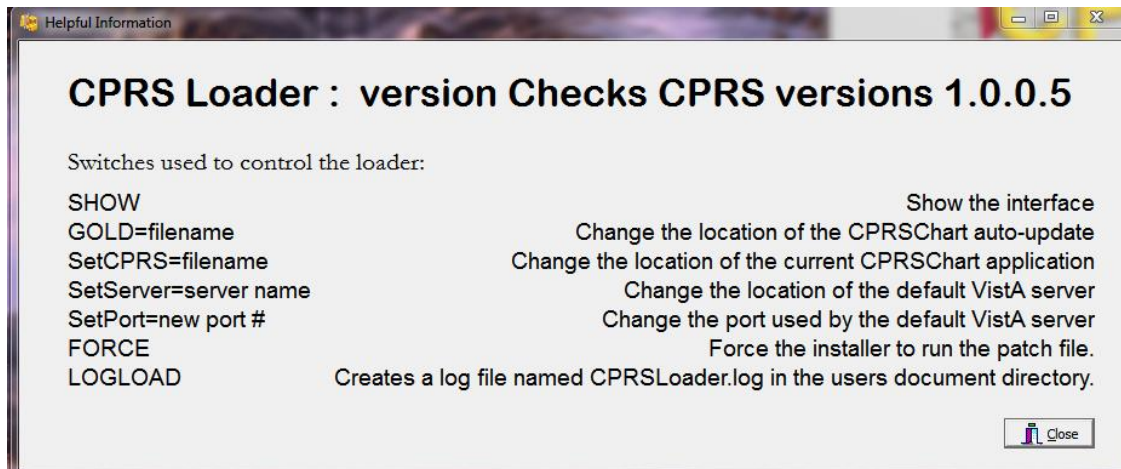 Helpful Information
CPRS Loader : version Checks CPRS versions 1.0.0.5
Switches used to control the loader:
SHOW Show the interface
GOLD=filename Change the location of the CPRSChart auto-update
SetCPRS=filename Change the location of the current CPRSChart application
SetServer=server name Change the location of the default VistA server
SetPort=new port # Change the port used by the default VistA server
FORCE Force the installer to run the patch file.
LOGLOAD Creates a log file named CPRSLoader.log in the users document directory.
Close